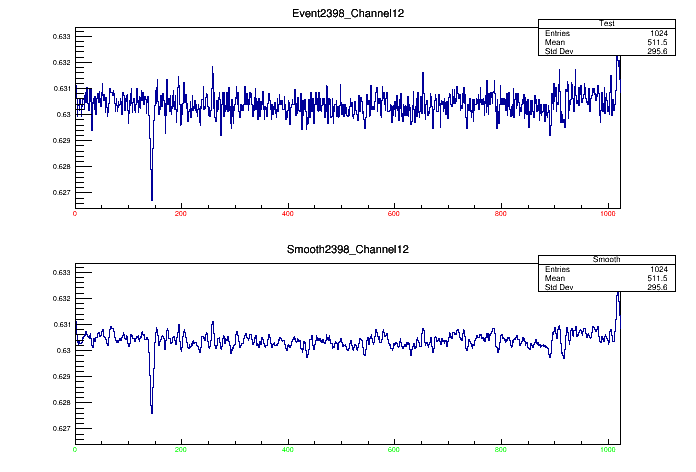 Event2398_Channel12
Test
Entries 1024
Mean 511.5
Std Dev 295.6
0.633
0.632
0.631
0.63
0.629
0.628
0.627
0 200 400 600 800 1000
Smooth2398_Channel12
Smooth
Entries 1024
Mean 511.5
Std Dev 295.6
0.633
0.632
0.631
0.63
0.629
0.628
0.627
0 200 400 600 800 1000